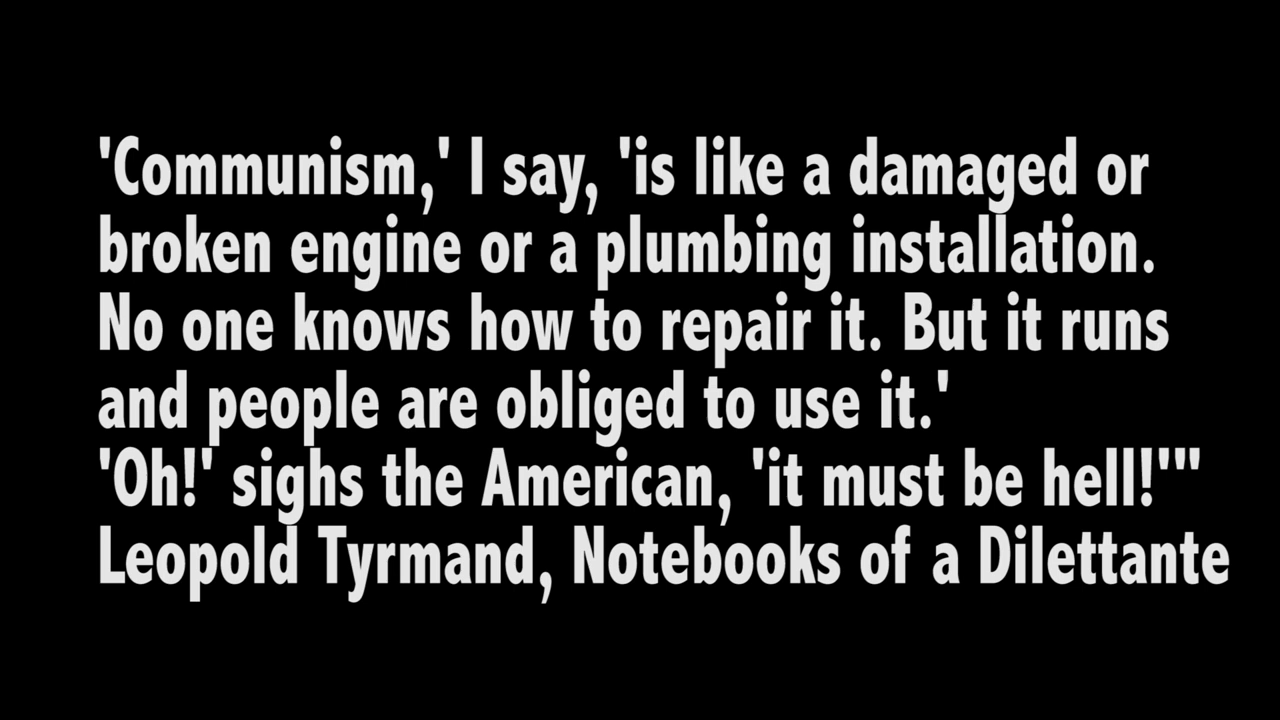 'Communism,' I say, 'is like a damaged or
broken engine or a plumbing installation.
No one knows how to repair it. But it runs
and people are obliged to use it.'
'Oh!' sighs the American, 'it must be hell!'"
Leopold Tyrmand, Notebooks of a Dilettante